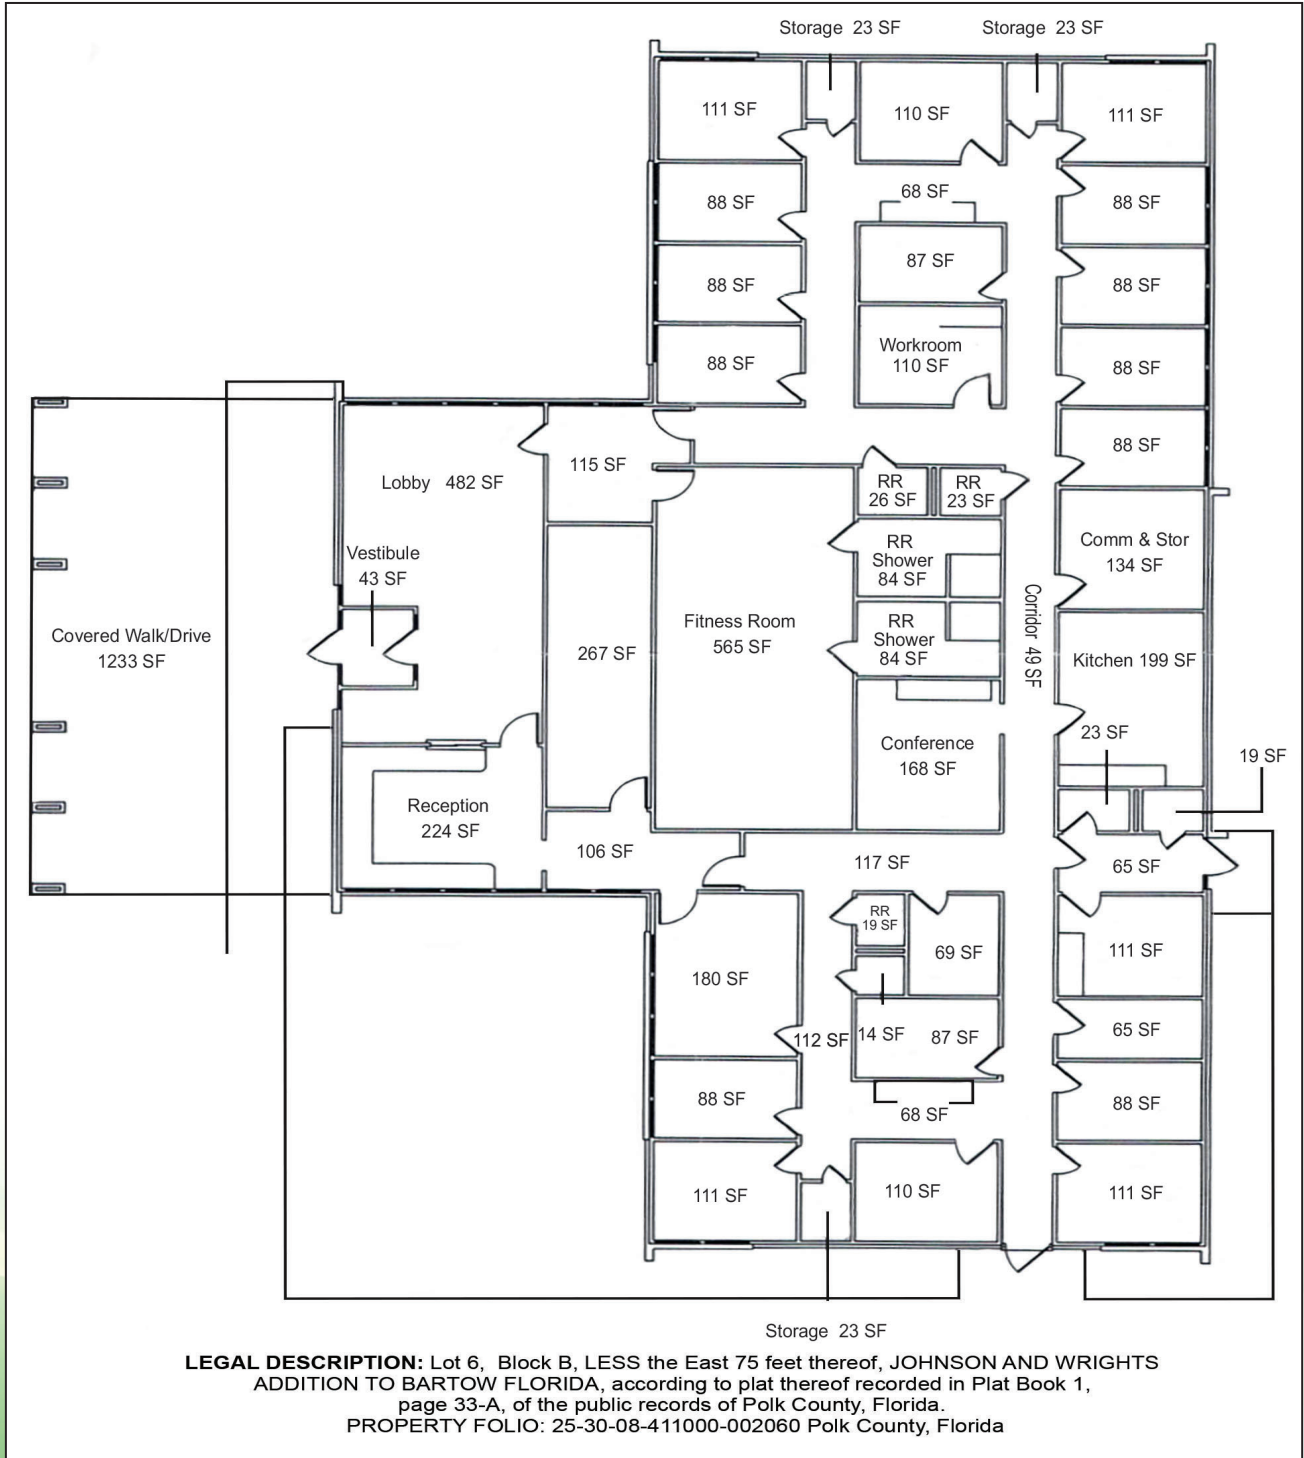 Storage 23 SF
Storage 23 SF
111 SF
110 SF
111 SF
88 SF
68 SF
88 SF
87 SF
88 SF
88 SF
Workroom
110 SF
88 SF
88 SF
88 SF
Lobby 482 SF
115 SF
RR
26 SF
RR
23 SF
Vestibule
43 SF
RR
Shower
84 SF
Comm & Stor
134 SF
Covered Walk/Drive
1233 SF
267 SF
Fitness Room
565 SF
RR
Shower
84 SF
Corridor 49 SF
Kitchen 199 SF
23 SF
19 SF
Conference
168 SF
Reception
224 SF
106 SF
117 SF
65 SF
RR
19 SF
69 SF
111 SF
180 SF
112 SF
14 SF
87 SF
65 SF
88 SF
68 SF
88 SF
111 SF
110 SF
111 SF
Storage 23 SF
LEGAL DESCRIPTION: Lot 6, Block B, LESS the East 75 feet thereof, JOHNSON AND WRIGHTS
ADDITION TO BARTOW FLORIDA, according to plat thereof recorded in Plat Book 1,
page 33-A, of the public records of Polk County, Florida.
PROPERTY FOLIO: 25-30-08-411000-002060 Polk County, Florida